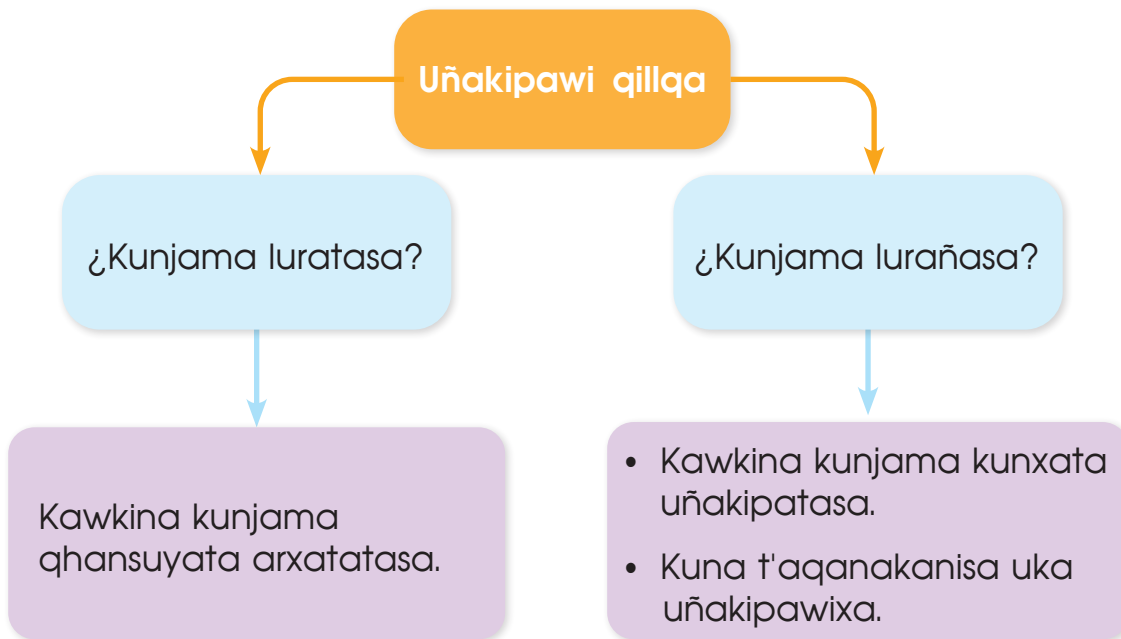 Uñakipawi qillqa
¿Kunjama luratasa?
¿Kunjama lurañasa?
Kawkina kunjama
qhansuyata arxatatasa.
• Kawkina kunjama kunxata
uñakipatasa.
• Kuna t'aqanakanisa uka
uñakipawixa.